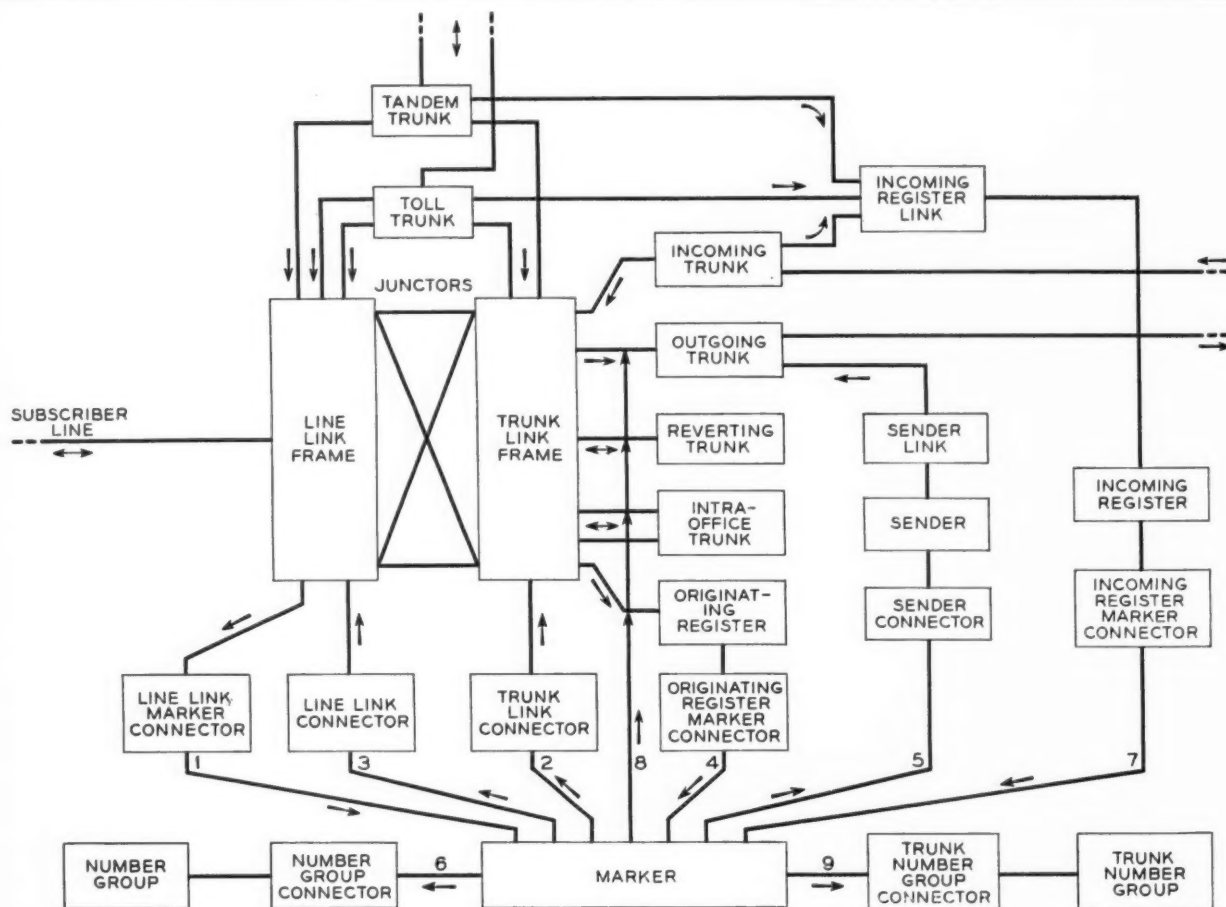 TANDEM
TRUNK
TOLL
TRUNK
INCOMING
REGISTER
LINK
INCOMING
TRUNK
JUNCTORS
OUTGOING
TRUNK
SUBSCRIBER
LINE
LINE
LINK
FRAME
TRUNK
LINK
FRAME
REVERTING
TRUNK
SENDER
LINK
INCOMING
REGISTER
INTRA-
OFFICE
TRUNK
SENDER
ORIGINAT-
ING
REGISTER
SENDER
CONNECTOR
INCOMING
REGISTER
MARKER
CONNECTOR
LINE LINK
MARKER
CONNECTOR
LINE LINK
CONNECTOR
TRUNK
LINK
CONNECTOR
ORIGINATING
REGISTER
MARKER
CONNECTOR
1
3
2
8
4
5
7
NUMBER
GROUP
NUMBER
GROUP
CONNECTOR
6
MARKER
9
TRUNK
NUMBER
GROUP
CONNECTOR
TRUNK
NUMBER
GROUP